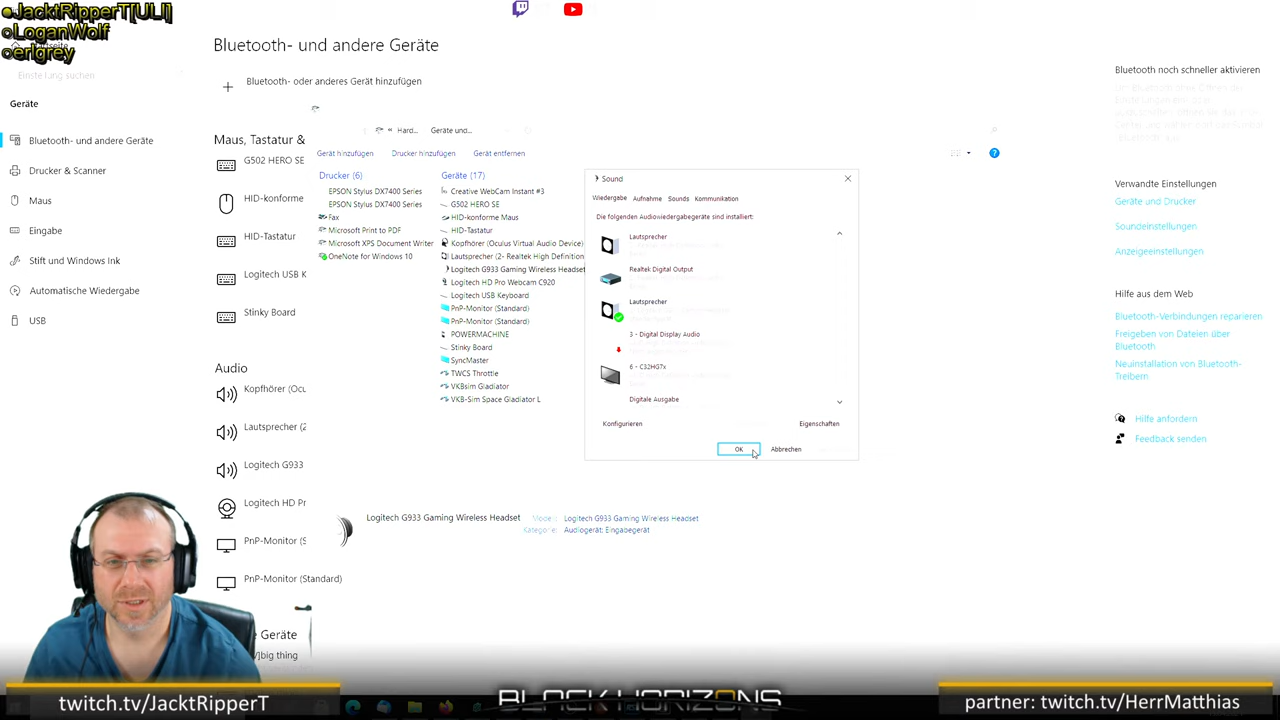 ●JacktRipperT[ULI]
●LoganWolf
○er|grey
Einstellung suchen
Geräte
Bluetooth- und andere Geräte
Drucker & Scanner
Maus
Eingabe
Stift und Windows Ink
Automatische Wiedergabe
USB
Bluetooth- und andere Geräte
Bluetooth- oder anderes Gerät hinzufügen
Maus, Tastatur &
G502 HERO SE
HID-konforme
HID-Tastatur
Logitech USB K
Stinky Board
Audio
Kopfhörer (Ocu
Lautsprecher (2
Logitech G933
Logitech HD Pr
PnP-Monitor (S
PnP-Monitor (Standard)
e Geräte
]big thing
« Hard... Geräte und...
Gerät hinzufügen Drucker hinzufügen Gerät entfernen
Drucker (6)
EPSON Stylus DX7400 Series
EPSON Stylus DX7400 Series
Fax
Microsoft Print to PDF
Microsoft XPS Document Writer
OneNote for Windows 10
Geräte (17)
Creative WebCam Instant #3
G502 HERO SE
HID-konforme Maus
HID-Tastatur
Kopfhörer (Oculus Virtual Audio Device)
Lautsprecher (2- Realtek High Definition
Logitech G933 Gaming Wireless Headset
Logitech HD Pro Webcam C920
Logitech USB Keyboard
PnP-Monitor (Standard)
PnP-Monitor (Standard)
POWERMACHINE
Stinky Board
SyncMaster
TWCS Throttle
VKBsim Gladiator
VKB-Sim Space Gladiator L
Sound
Wiedergabe Aufnahme Sounds Kommunikation
Die folgenden Audiowiedergabegeräte sind installiert:
Lautsprecher
Realtek Digital Output
Lautsprecher
3 - Digital Display Audio
6 - C32HG7x
Digitale Ausgabe
Konfigurieren Eigenschaften
OK Abbrechen
Logitech G933 Gaming Wireless Headset
Logitech G933 Gaming Wireless Headset
Kategorie: Audiogerät; Eingabegerät
Bluetooth noch schneller aktivieren
Verwandte Einstellungen
Geräte und Drucker
Soundeinstellungen
Anzeigeeinstellungen
Hilfe aus dem Web
Bluetooth-Verbindungen reparieren
Freigeben von Dateien über
Bluetooth
Neuinstallation von Bluetooth-
Treibern
Hilfe anfordern
Feedback senden
twitch.tv/JacktRipperT
BLACK HORIZONS
partner: twitch.tv/HerrMatthias